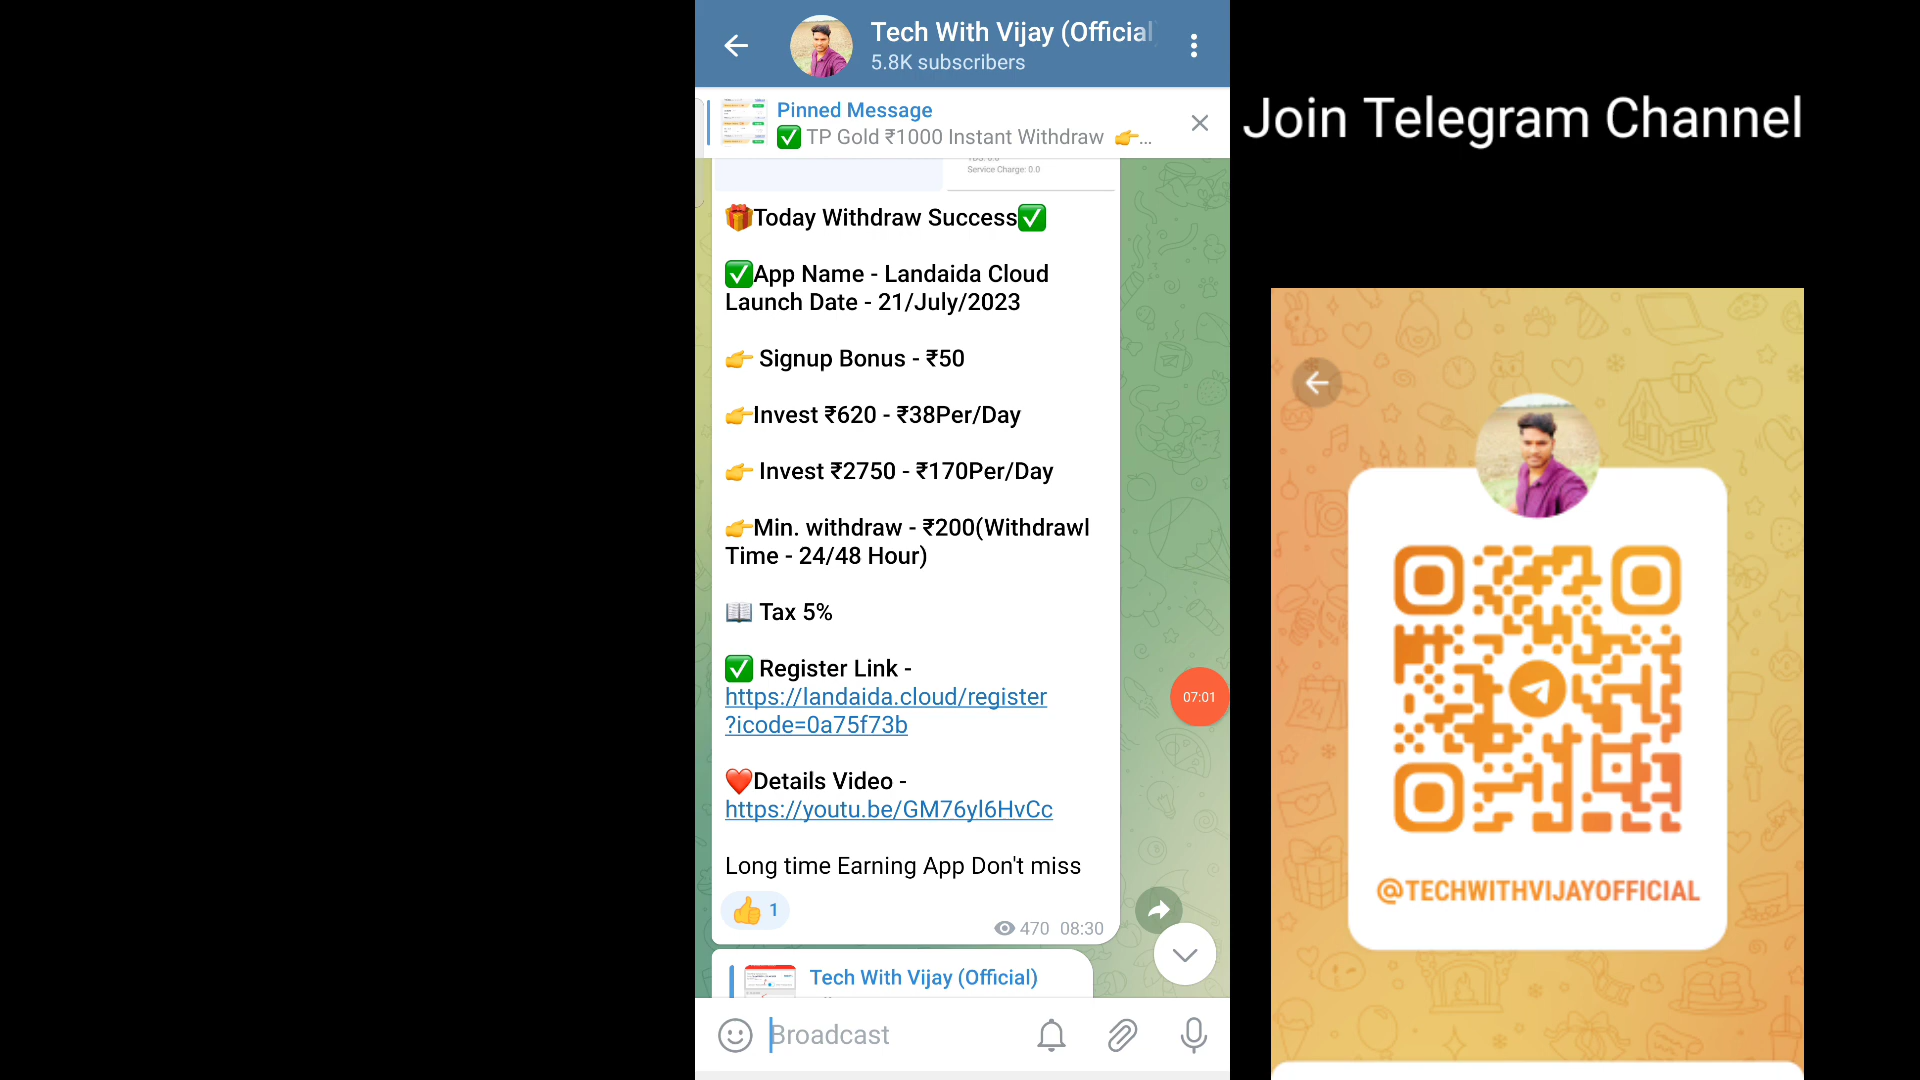 Tech With Vijay (Official
5.8K subscribers
Pinned Message
✅ TP Gold ₹1000 Instant Withdraw 👉...
Service Charge: 0.0
🎁Today Withdraw Success✅
✅App Name - Landaida Cloud
Launch Date - 21/July/2023
👉 Signup Bonus - ₹50
👉Invest ₹620 - ₹38Per/Day
👉 Invest ₹2750 - ₹170Per/Day
👉Min. withdraw - ₹200(Withdrawl
Time - 24/48 Hour)
📖 Tax 5%
✅ Register Link -
https://landaida.cloud/register
?icode=0a75f73b
❤️Details Video -
https://youtu.be/GM76yl6HvCc
Long time Earning App Don't miss
👍 1
470 08:30
Tech With Vijay (Official)
Broadcast
07:01
Join Telegram Channel
@TECHWITHVIJAYOFFICIAL